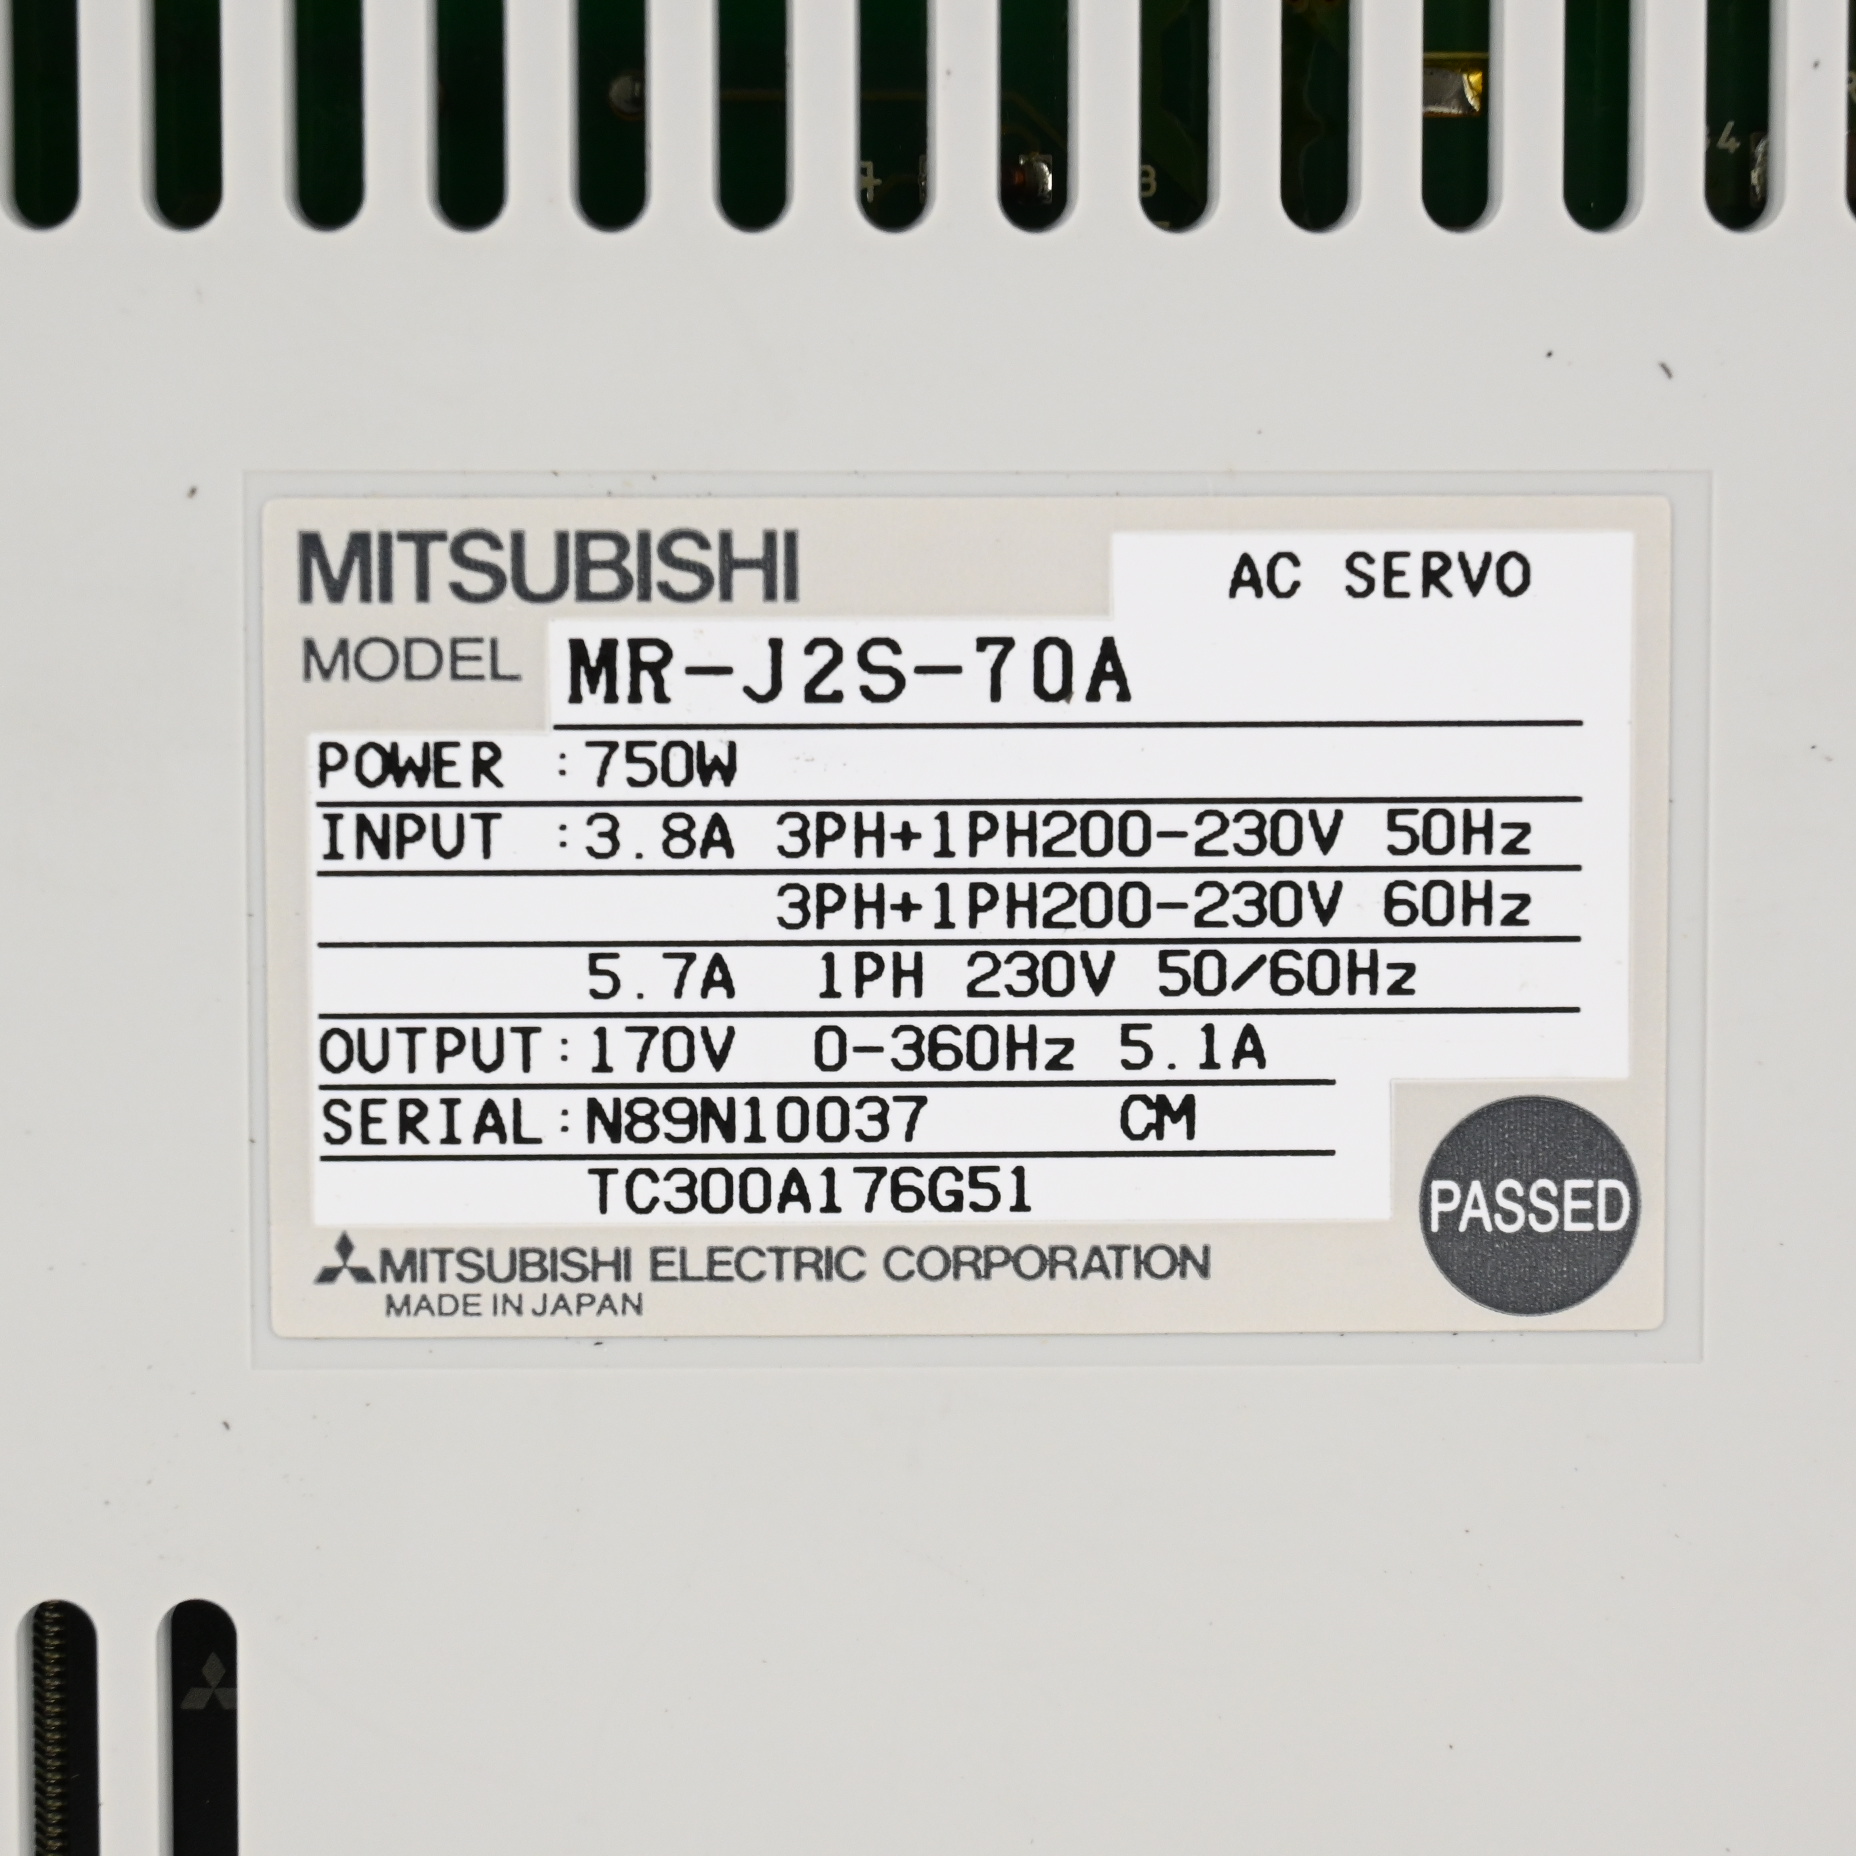 MITSUBISHI
AC SERVO
MODEL MR-J2S-70A
POWER :750W
INPUT :3.8A 3PH+1PH200-230V 50Hz
3PH+1PH200-230V 60Hz
5.7A 1PH 230V 50/60Hz
OUTPUT:170V 0-360Hz 5.1A
SERIAL:N89N10037 CM
TC300A176G51
PASSED
MITSUBISHI ELECTRIC CORPORATION
MADE IN JAPAN